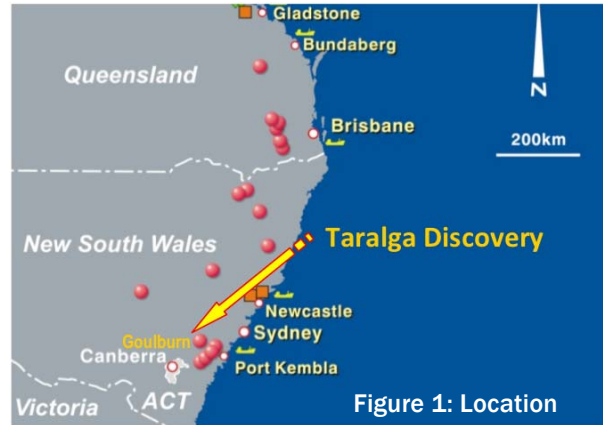 Gladstone
Bundaberg
Queensland
N
Brisbane
200km
Taralga Discovery
New South Wales
Newcastle
Goulburn
Sydney
Canberra
Port Kembla
ACT
Victoria
Figure 1: Location